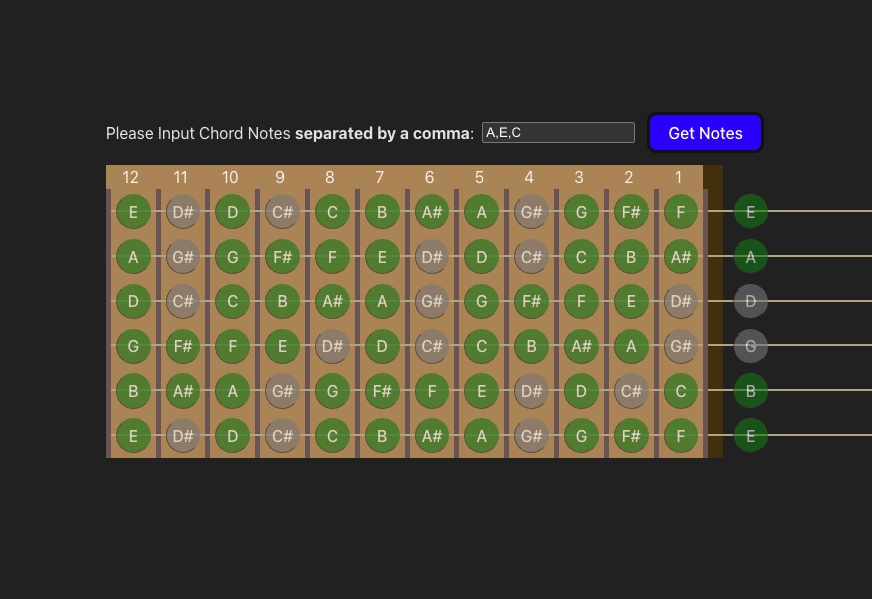 Please Input Chord Notes separated by a comma: A,E,C Get Notes
12 11 10 9 8 7 6 5 4 3 2 1
E D# D C# C B A# A G# G F# F E
A G# G F# F E D# D C# C B A# A
D C# C B A# A G# G F# F E D# D
G F# F E D# D C# C B A# A G# G
B A# A G# G F# F E D# D C# C B
E D# D C# C B A# A G# G F# F E